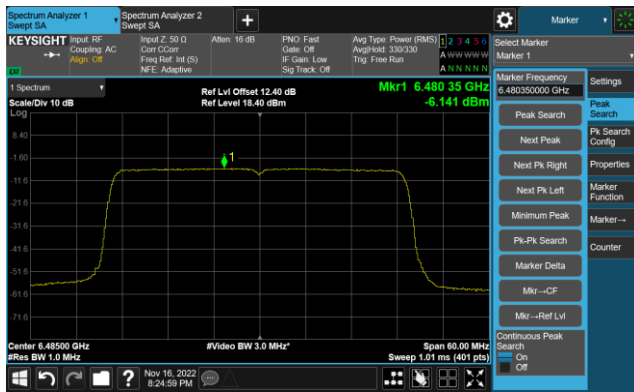 Spectrum Analyzer 1
Swept SA
Spectrum Analyzer 2
Swept SA
+
Marker
KEYSIGHT
Input: RF
Coupling: AC
Align: Off
Input Z: 50 Ω
Corr CCorr
Freq Ref: Int (S)
NFE: Adaptive
Atten: 16 dB
PNO: Fast
Gate: Off
IF Gain: Low
Sig Track: Off
Avg Type: Power (RMS)
Avg|Hold: 330/330
Trig: Free Run
1 2 3 4 5 6
A W W W W W
A N N N N N
Select Marker
Marker 1
1 Spectrum
Scale/Div 10 dB
Log
Ref Lvl Offset 12.40 dB
Ref Level 18.40 dBm
Mkr1 6.480 35 GHz
-6.141 dBm
8.40
-1.60
-11.6
-21.6
-31.6
-41.6
-51.6
-61.6
-71.6
1
Center 6.48500 GHz
#Res BW 1.0 MHz
#Video BW 3.0 MHz*
Span 60.00 MHz
Sweep 1.01 ms (401 pts)
Marker Frequency
6.480350000 GHz
Peak Search
Next Peak
Next Pk Right
Next Pk Left
Minimum Peak
Pk-Pk Search
Marker Delta
Mkr→CF
Mkr→Ref Lvl
Continuous Peak
Search
On
Off
Settings
Peak
Search
Pk Search
Config
Properties
Marker
Function
Marker→
Counter
?
Nov 16, 2022
8:24:59 PM